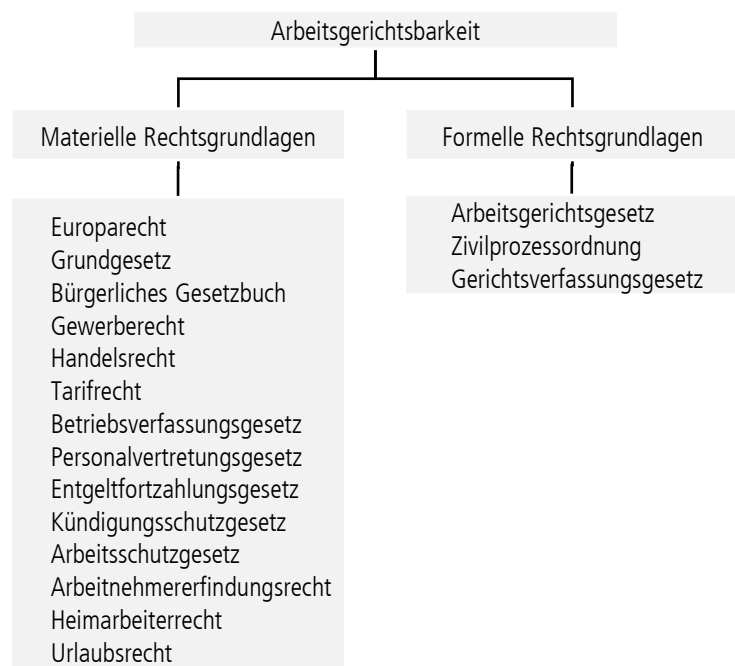 Arbeitsgerichtsbarkeit
Materielle Rechtsgrundlagen
Europarecht
Grundgesetz
Bürgerliches Gesetzbuch
Gewerberecht
Handelsrecht
Tarifrecht
Betriebsverfassungsgesetz
Personalvertretungsgesetz
Entgeltfortzahlungsgesetz
Kündigungsschutzgesetz
Arbeitsschutzgesetz
Arbeitnehmererfindungsrecht
Heimarbeiterrecht
Urlaubsrecht
Formelle Rechtsgrundlagen
Arbeitsgerichtsgesetz
Zivilprozessordnung
Gerichtsverfassungsgesetz